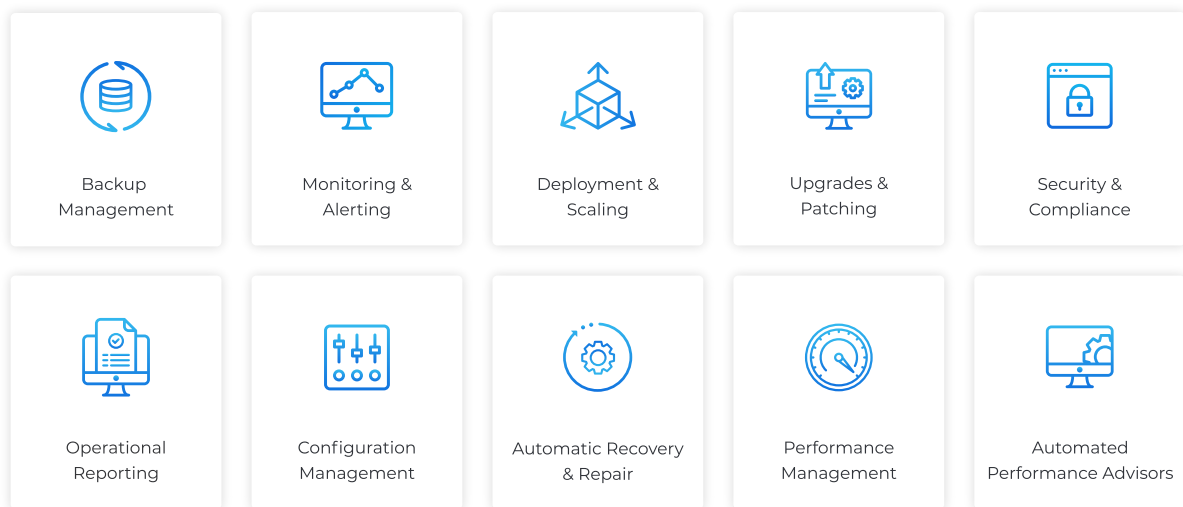 Backup
Management
Monitoring &
Alerting
Deployment &
Scaling
Upgrades &
Patching
Security &
Compliance
Operational
Reporting
Configuration
Management
Automatic Recovery
& Repair
Performance
Management
Automated
Performance Advisors